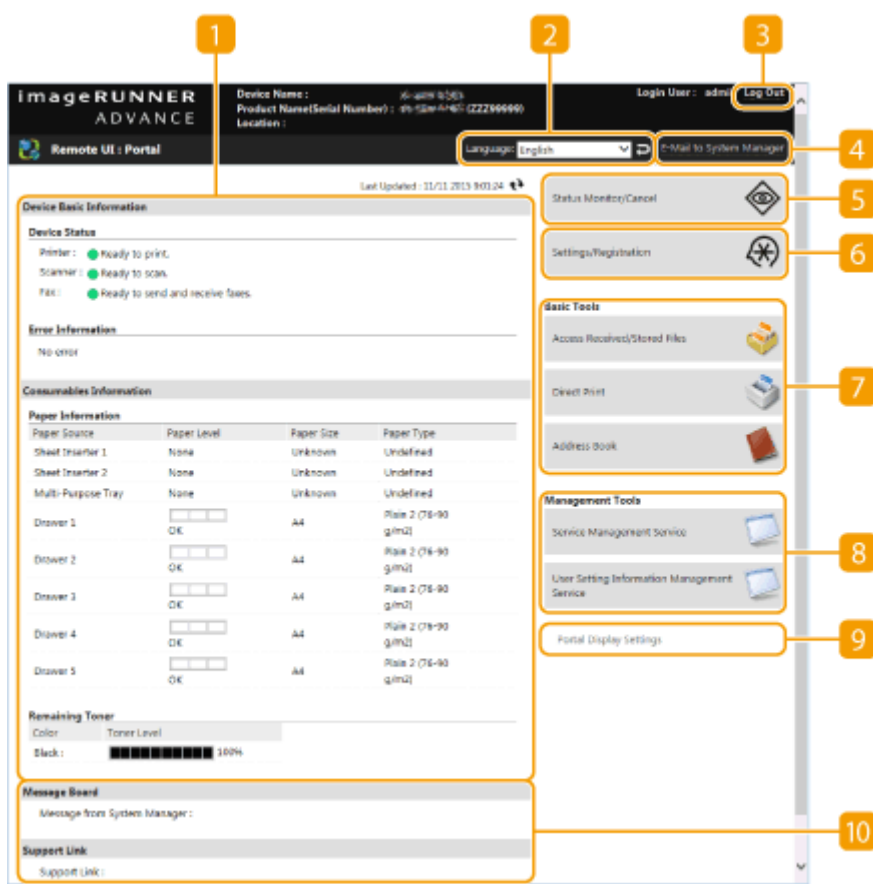 1
2
3
imageRUNNER
ADVANCE
Device Name :
Product Name(Serial Number) : (ZZZ99999)
Location :
Login User : admi Log Out
Remote UI : Portal
Language: English
E-Mail to System Manager
4
Last Updated : 11/11 2015 9:01:24
Device Basic Information
Device Status
Printer : Ready to print.
Scanner : Ready to scan.
Fax : Ready to send and receive faxes.
Error Information
No error
Consumables Information
Paper Information
Paper Source Paper Level Paper Size Paper Type
Sheet Inserter 1 None Unknown Undefined
Sheet Inserter 2 None Unknown Undefined
Multi-Purpose Tray None Unknown Undefined
Drawer 1 OK A4 Plain 2 (76-90
g/m2)
Drawer 2 OK A4 Plain 2 (76-90
g/m2)
Drawer 3 OK A4 Plain 2 (76-90
g/m2)
Drawer 4 OK A4 Plain 2 (76-90
g/m2)
Drawer 5 OK A4 Plain 2 (76-90
g/m2)
Remaining Toner
Color Toner Level
Black : 100%
Message Board
Message from System Manager :
Support Link
Support Link :
Status Monitor/Cancel
5
Settings/Registration
6
Basic Tools
Access Received/Stored Files
Direct Print
7
Address Book
Management Tools
Service Management Service
8
User Setting Information Management
Service
Portal Display Settings
9
10